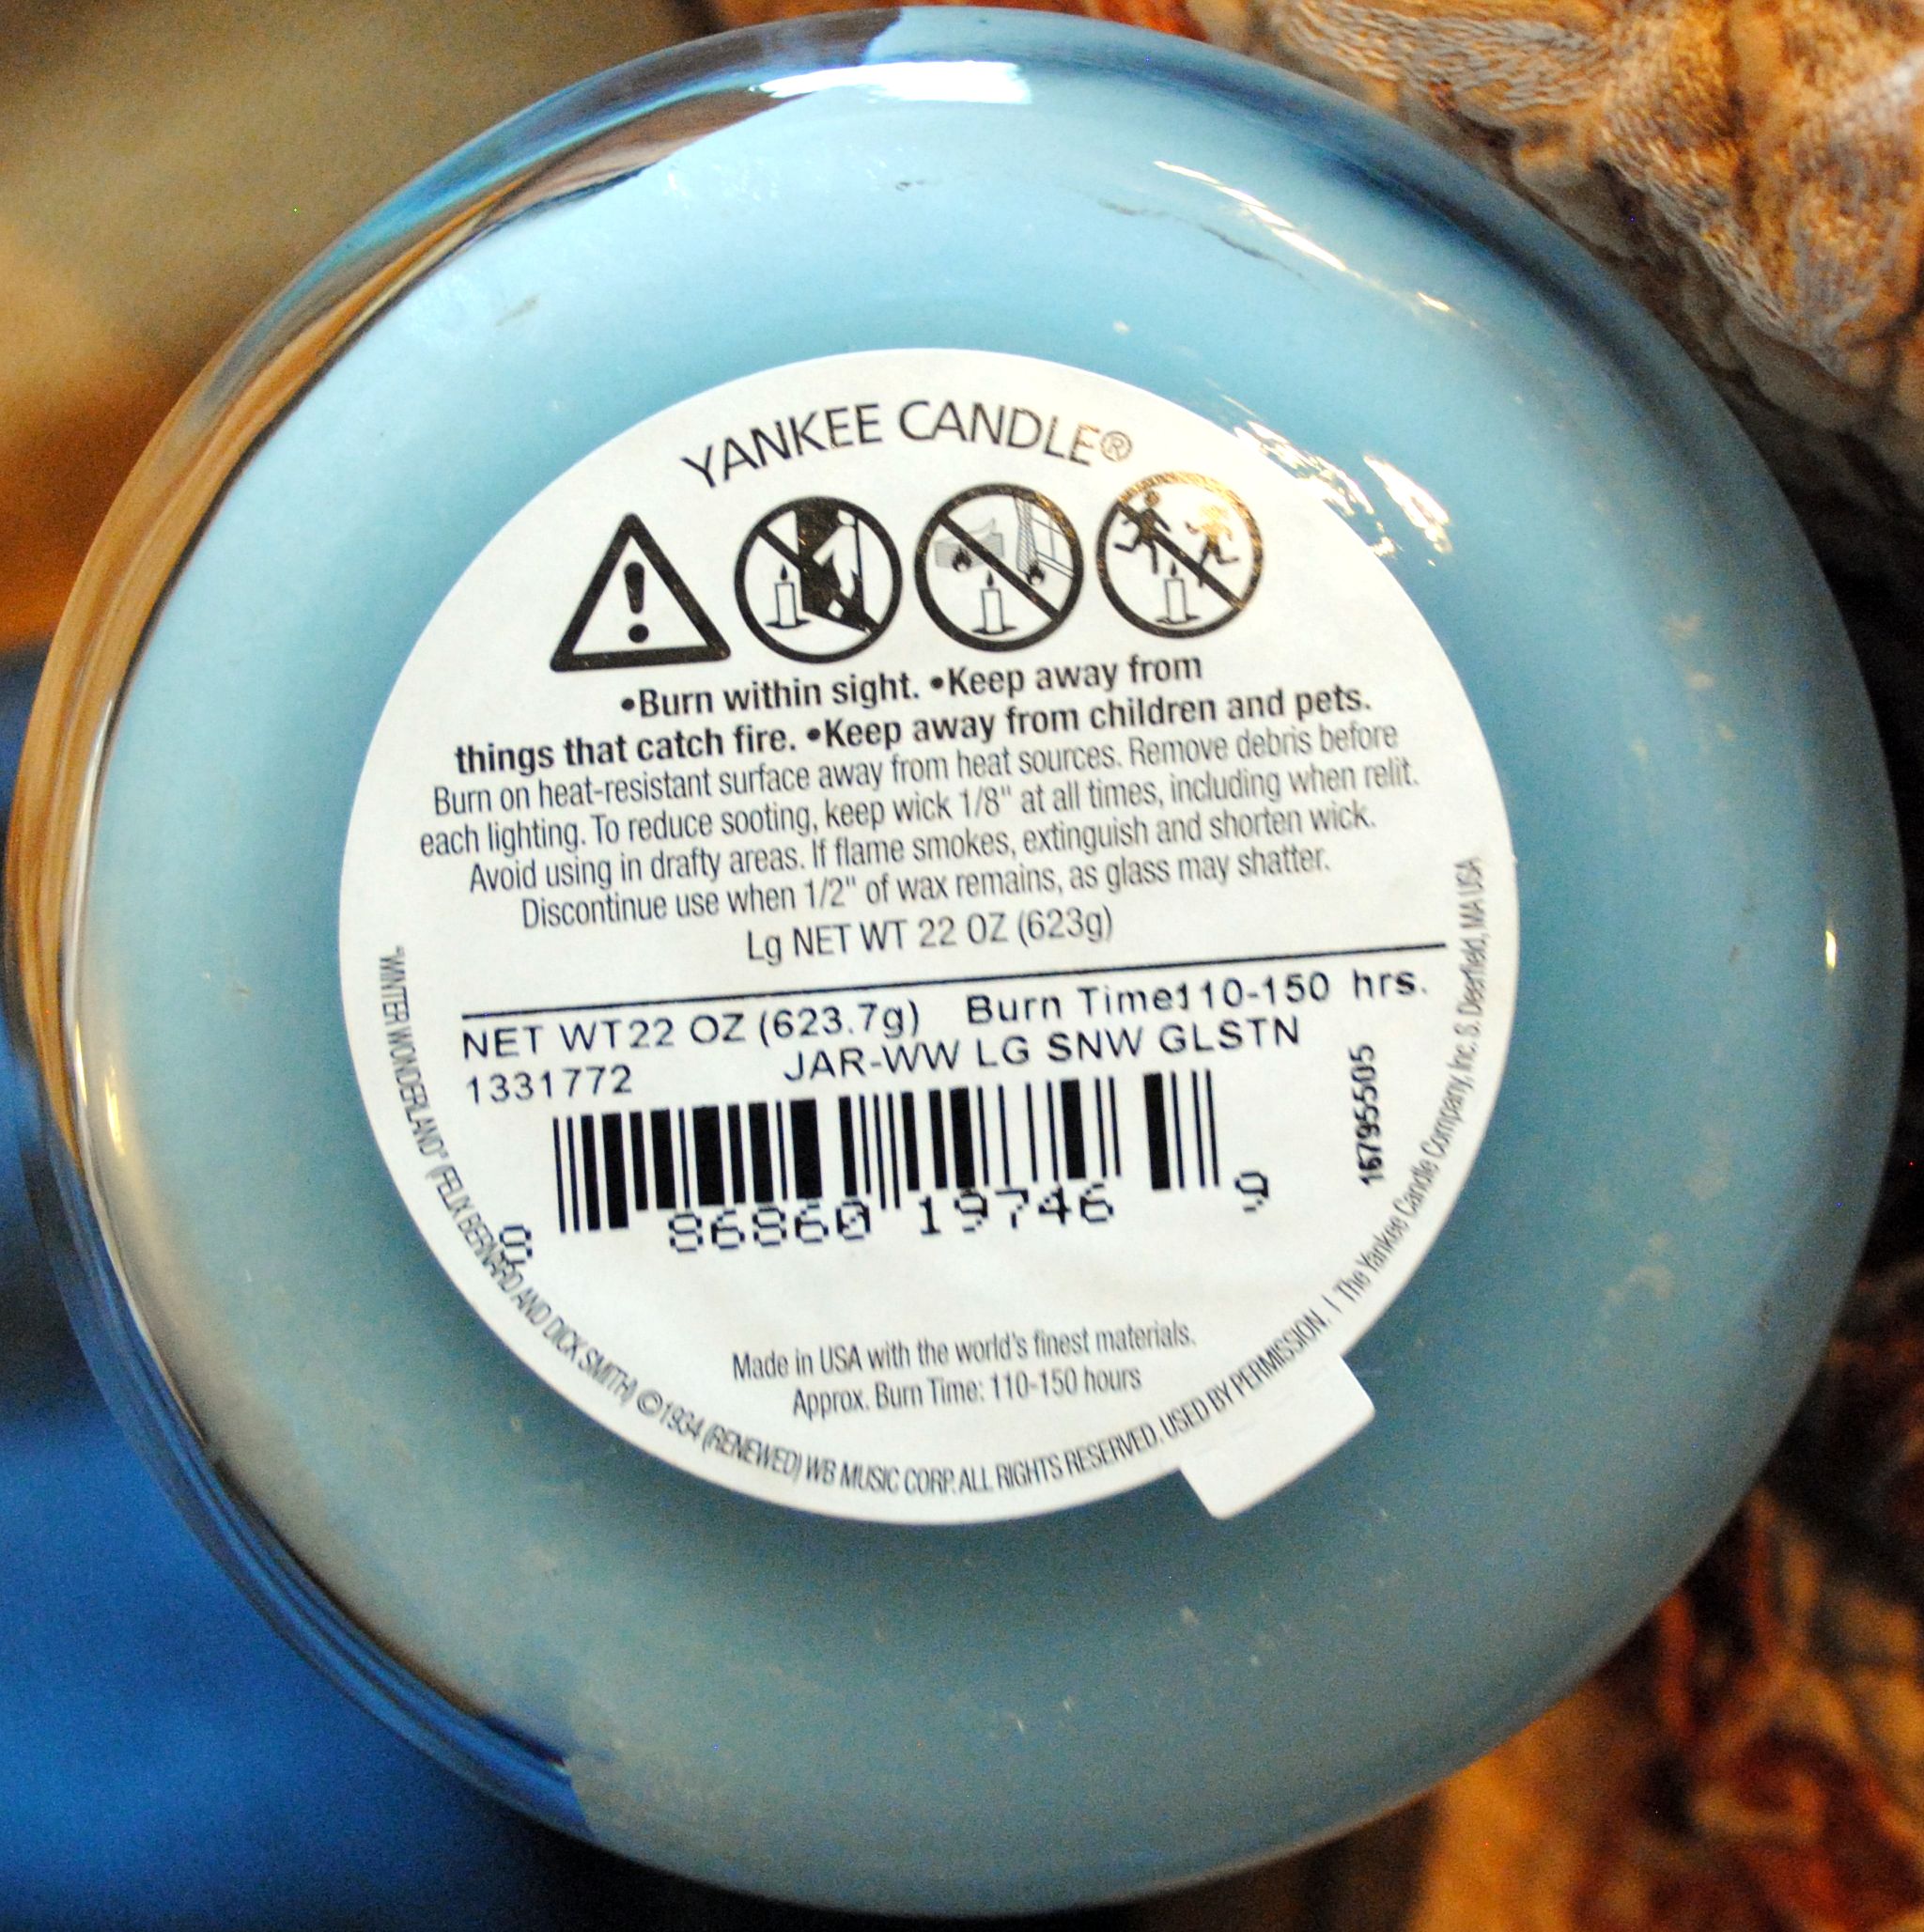 YANKEE CANDLE®
•Burn within sight. •Keep away from
things that catch fire. •Keep away from children and pets.
Burn on heat-resistant surface away from heat sources. Remove debris before
each lighting. To reduce sooting, keep wick 1/8" at all times, including when relit.
Avoid using in drafty areas. If flame smokes, extinguish and shorten wick.
Discontinue use when 1/2" of wax remains, as glass may shatter.
Lg NET WT 22 OZ (623g)
NET WT22 OZ (623.7g) Burn Time110-150 hrs.
1331772 JAR-WW LG SNW GLSTN
16795505
0 86860 19746 9
Made in USA with the world's finest materials.
Approx. Burn Time: 110-150 hours
"WINTER WONDERLAND" (FELIX BERNARD AND DICK SMITH) ©1934 (RENEWED) WB MUSIC CORP. ALL RIGHTS RESERVED. USED BY PERMISSION. | The Yankee Candle Company, Inc. S. Deerfield, MA USA